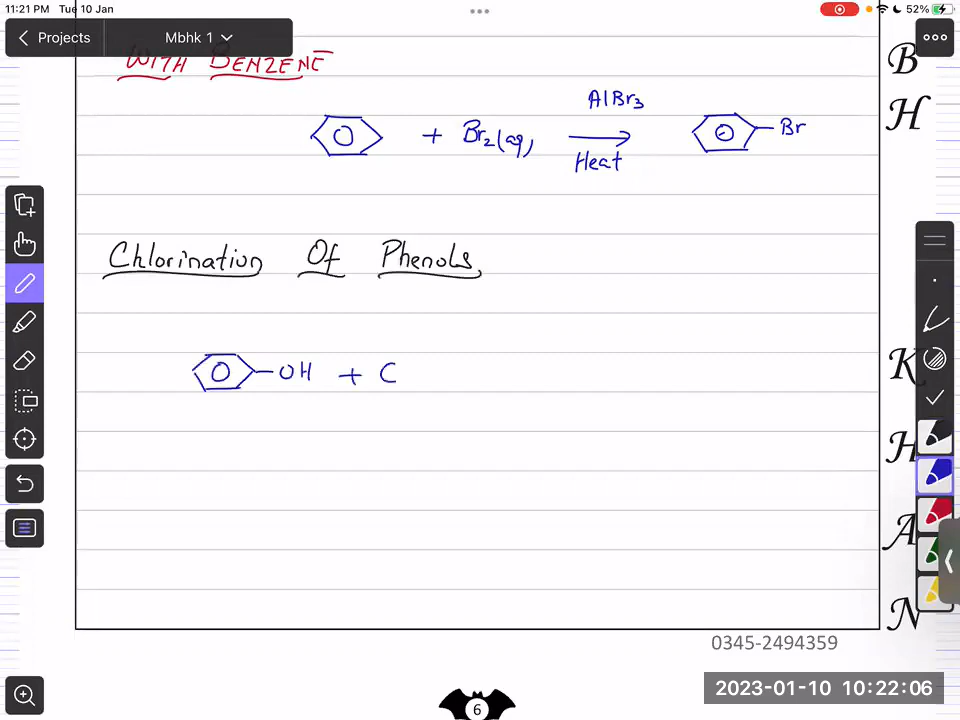 11:21 PM Tue 10 Jan
52%
Projects
Mbhk 1
WITH BENZENE
AlBr3
+ Br2(aq) → Br
Heat
Chlorination Of Phenols
OH + C
B
H
K
H
A
N
0345-2494359
2023-01-10 10:22:06
6